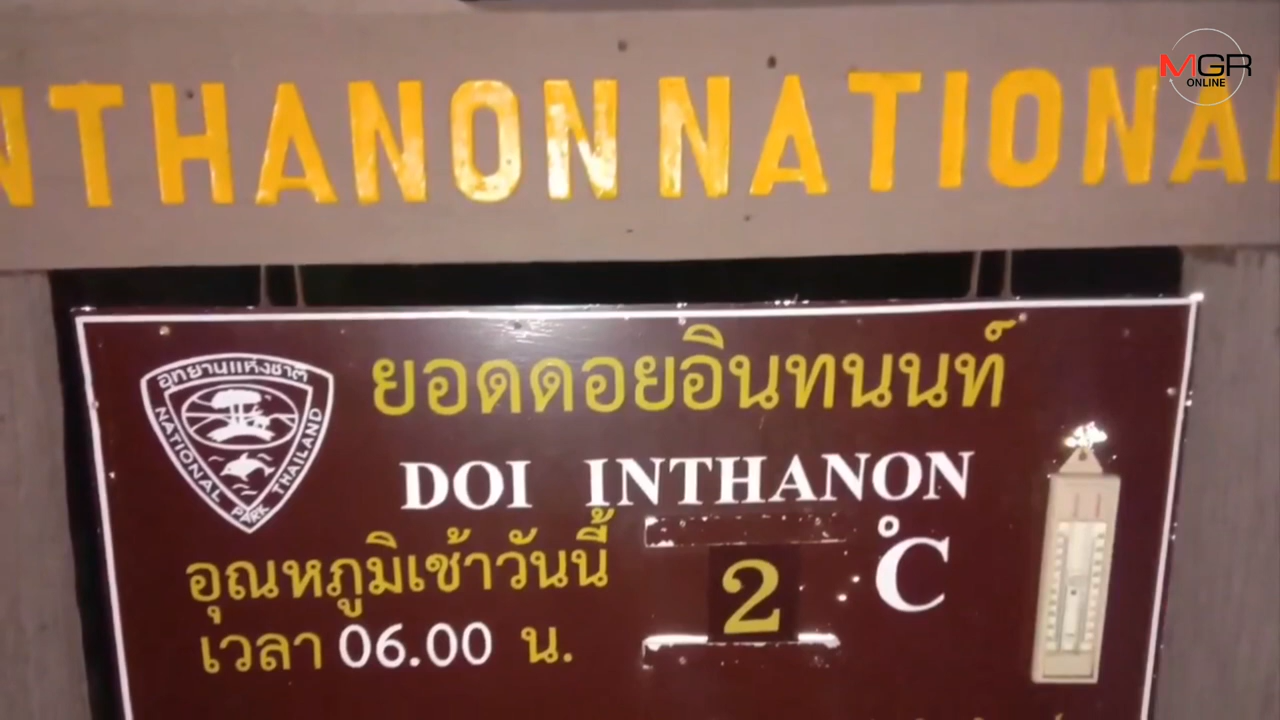 MGR
ONLINE
NTHANON NATIONA
อุทยานแห่งชาติ
NATIONAL PARK THAILAND
ยอดดอยอินทนนท์
DOI INTHANON
อุณหภูมิเช้าวันนี้ 2 °C
เวลา 06.00 น.